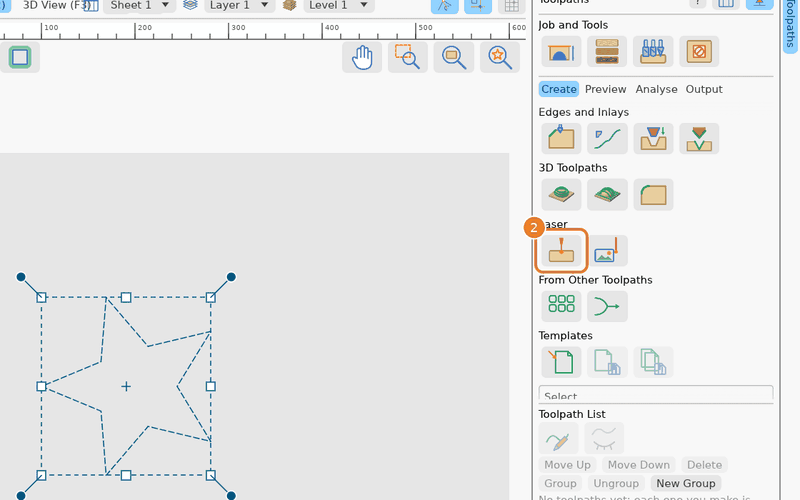 3D View (F3)
Sheet 1
Layer 1
Level 1
Toolpaths
?
Toolpaths
100
200
300
400
500
600
Job and Tools
Create Preview Analyse Output
Edges and Inlays
3D Toolpaths
2
aser
From Other Toolpaths
Templates
Select
Toolpath List
Move Up Move Down Delete
Group Ungroup New Group
No toolpaths yet: each one you make is